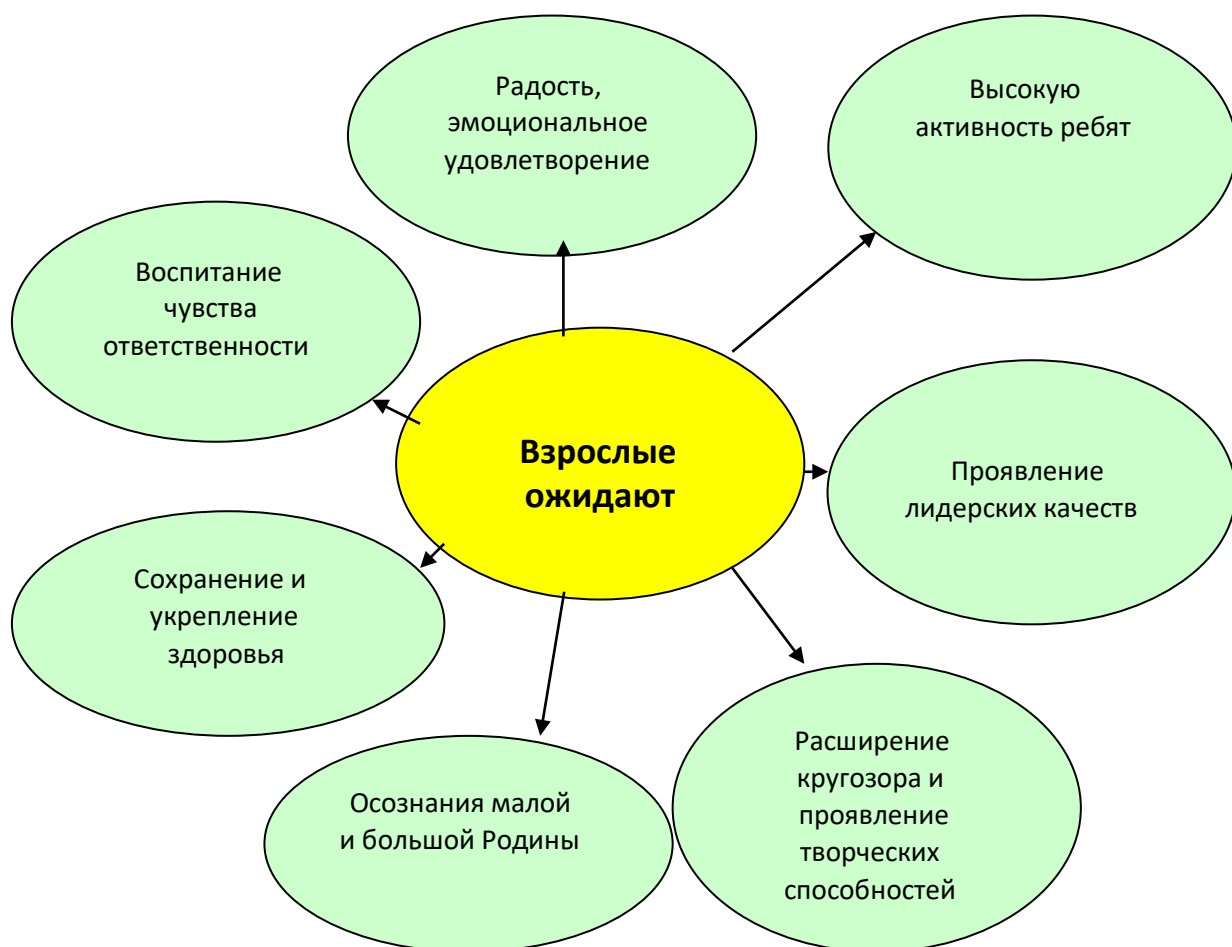 Радость,
эмоциональное
удовлетворение
Высокую
активность ребят
Воспитание
чувства
ответственности
Взрослые
ожидают
Проявление
лидерских качеств
Сохранение и
укрепление
здоровья
Осознания малой
и большой Родины
Расширение
кругозора и
проявление
творческих
способностей